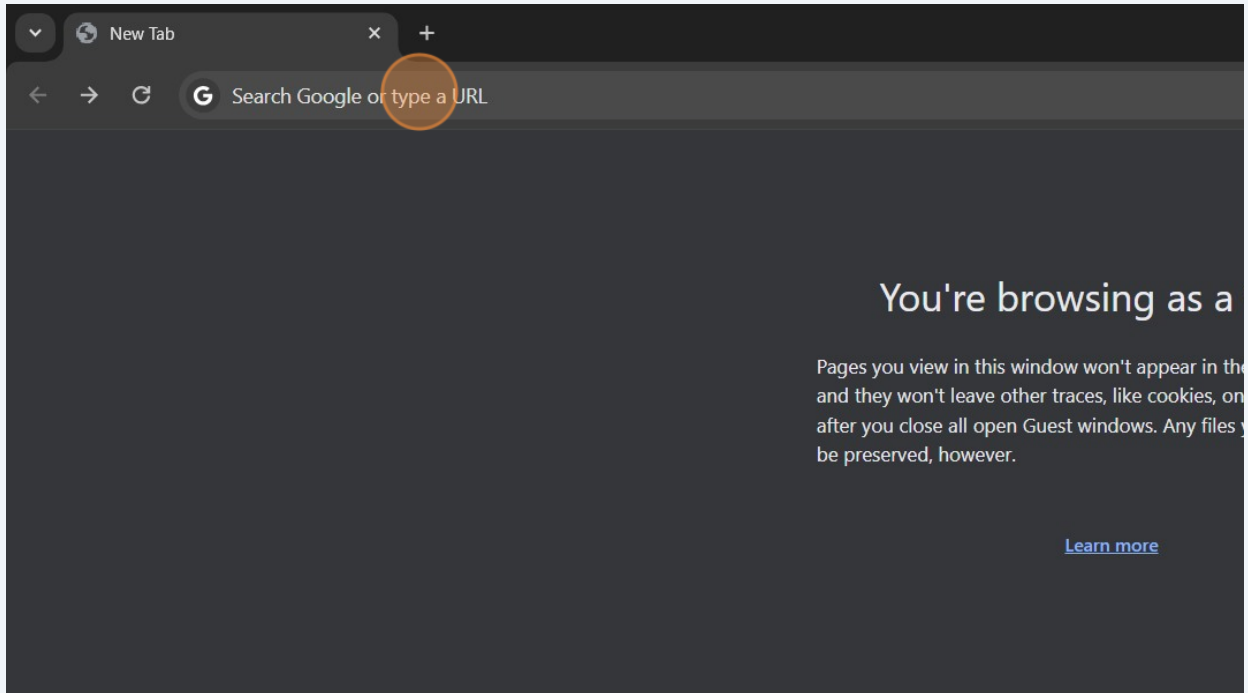 New Tab
G Search Google or type a URL
You're browsing as a
Pages you view in this window won't appear in the
and they won't leave other traces, like cookies, on
after you close all open Guest windows. Any files
be preserved, however.
Learn more